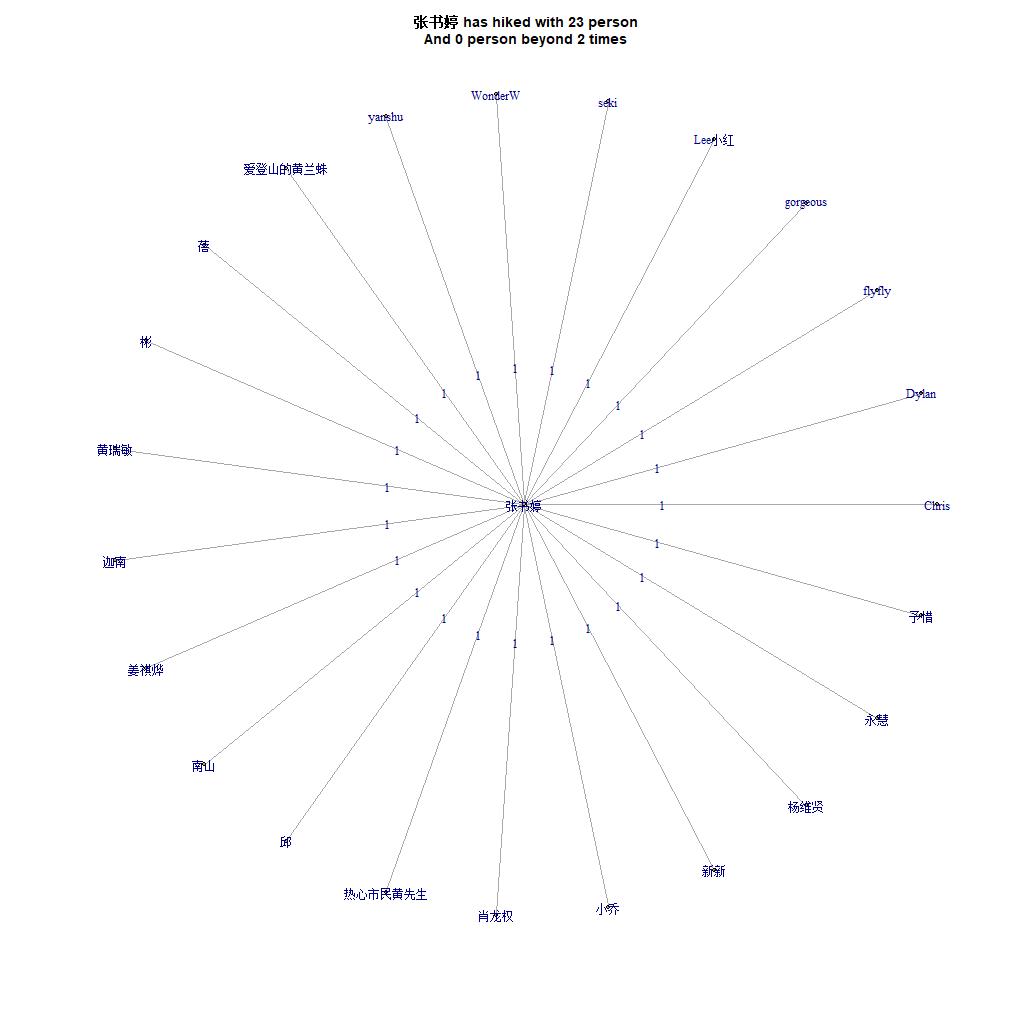 张书婷 has hiked with 23 person
And 0 person beyond 2 times
WonderW
seki
yanshu
Lee小红
爱登山的黄兰蛛
gorgeous
蓓
flyfly
彬
1
1
1
1
1
Dylan
1
1
1
1
黄瑞敏
1
1
1
1
张书婷
1
Chris
1
1
迦南
1
1
1
1
1
予惜
1
1
1
1
1
姜祺烨
永慧
南山
杨维贤
邱
新新
热心市民黄先生
小乔
肖龙权